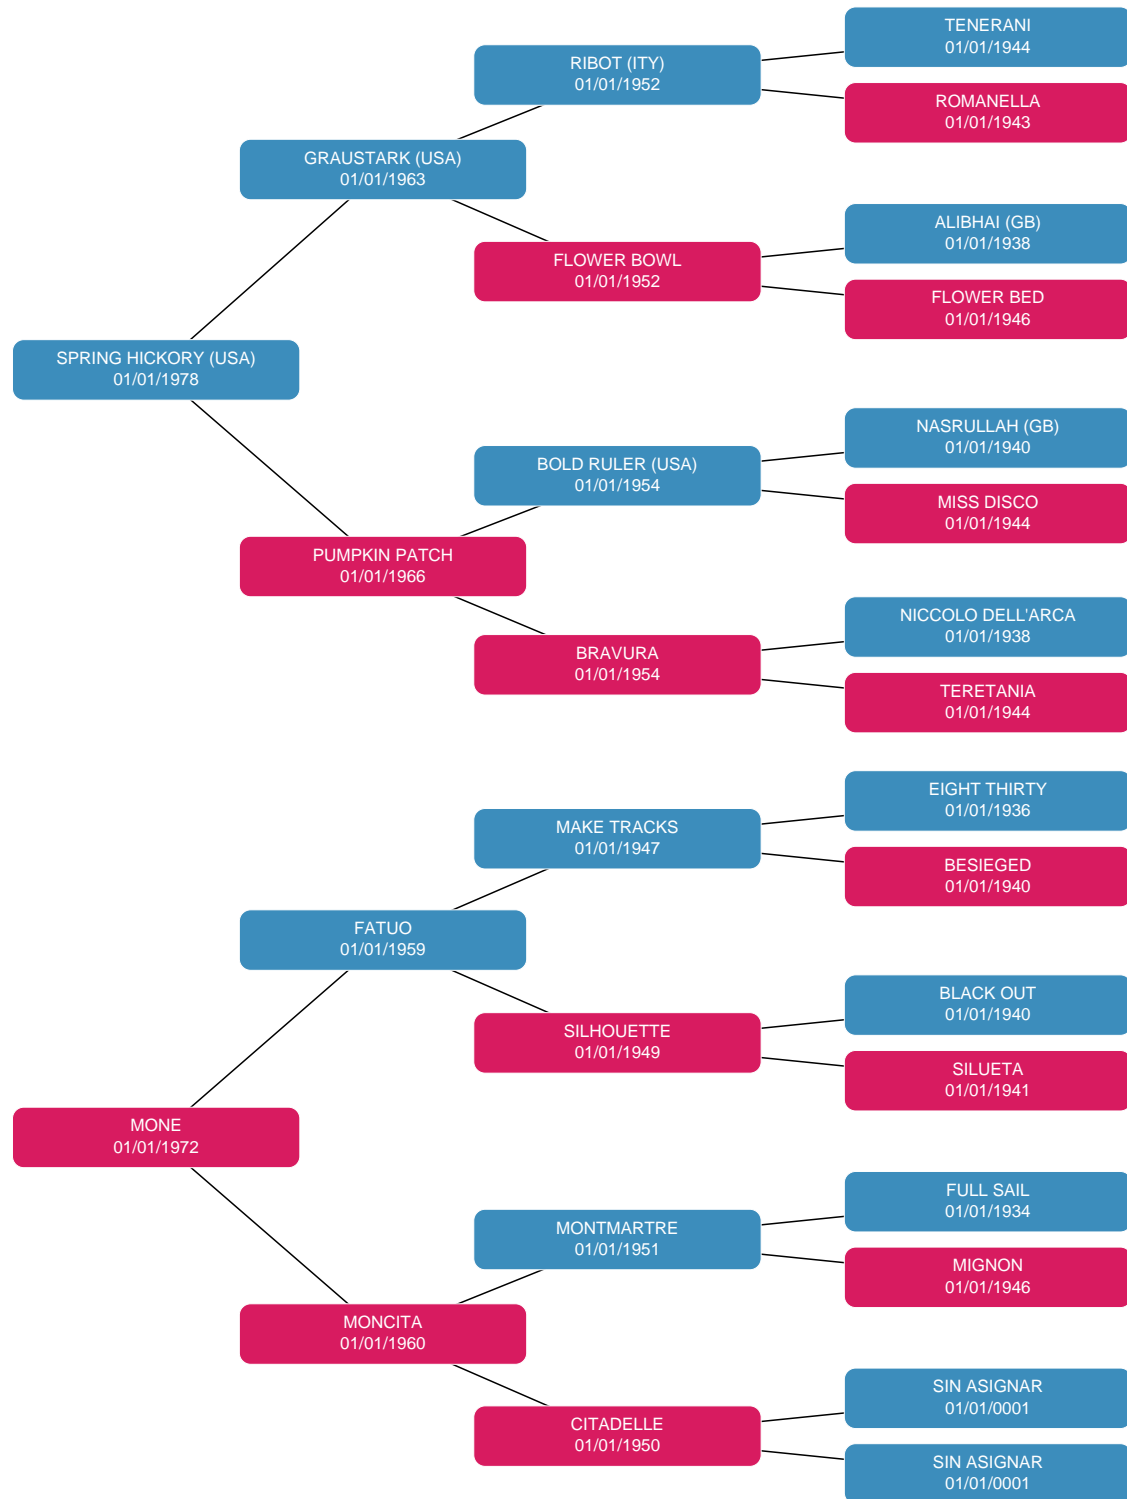 TENERANI
01/01/1944
RIBOT (ITY)
01/01/1952
ROMANELLA
01/01/1943
GRAUSTARK (USA)
01/01/1963
ALIBHAI (GB)
01/01/1938
FLOWER BOWL
01/01/1952
FLOWER BED
01/01/1946
SPRING HICKORY (USA)
01/01/1978
NASRULLAH (GB)
01/01/1940
BOLD RULER (USA)
01/01/1954
MISS DISCO
01/01/1944
PUMPKIN PATCH
01/01/1966
NICCOLO DELL'ARCA
01/01/1938
BRAVURA
01/01/1954
TERETANIA
01/01/1944
EIGHT THIRTY
01/01/1936
MAKE TRACKS
01/01/1947
BESIEGED
01/01/1940
FATUO
01/01/1959
BLACK OUT
01/01/1940
SILHOUETTE
01/01/1949
SILUETA
01/01/1941
MONE
01/01/1972
FULL SAIL
01/01/1934
MONTMARTRE
01/01/1951
MIGNON
01/01/1946
MONCITA
01/01/1960
SIN ASIGNAR
01/01/0001
CITADELLE
01/01/1950
SIN ASIGNAR
01/01/0001